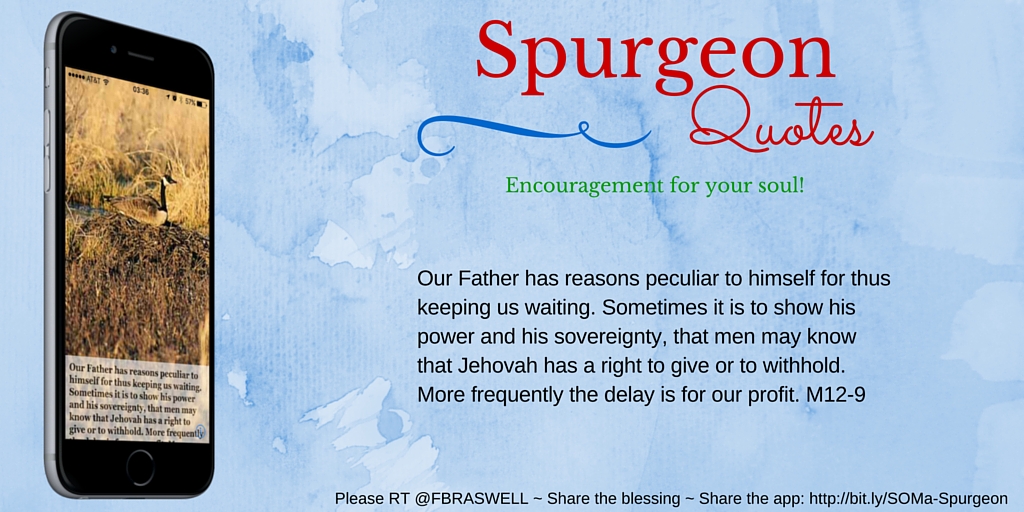 Spurgeon
Quotes
Encouragement for your soul!
Our Father has reasons peculiar to himself for thus
keeping us waiting. Sometimes it is to show his
power and his sovereignty, that men may know
that Jehovah has a right to give or to withhold.
More frequently the delay is for our profit. M12-9
AT&T 03:36 57%
Our Father has reasons peculiar to
himself for thus keeping us waiting.
Sometimes it is to show his power
and his sovereignty, that men may
know that Jehovah has a right to
give or to withhold. More frequently
Please RT @FBRASWELL ~ Share the blessing ~ Share the app: http://bit.ly/SOMa-Spurgeon